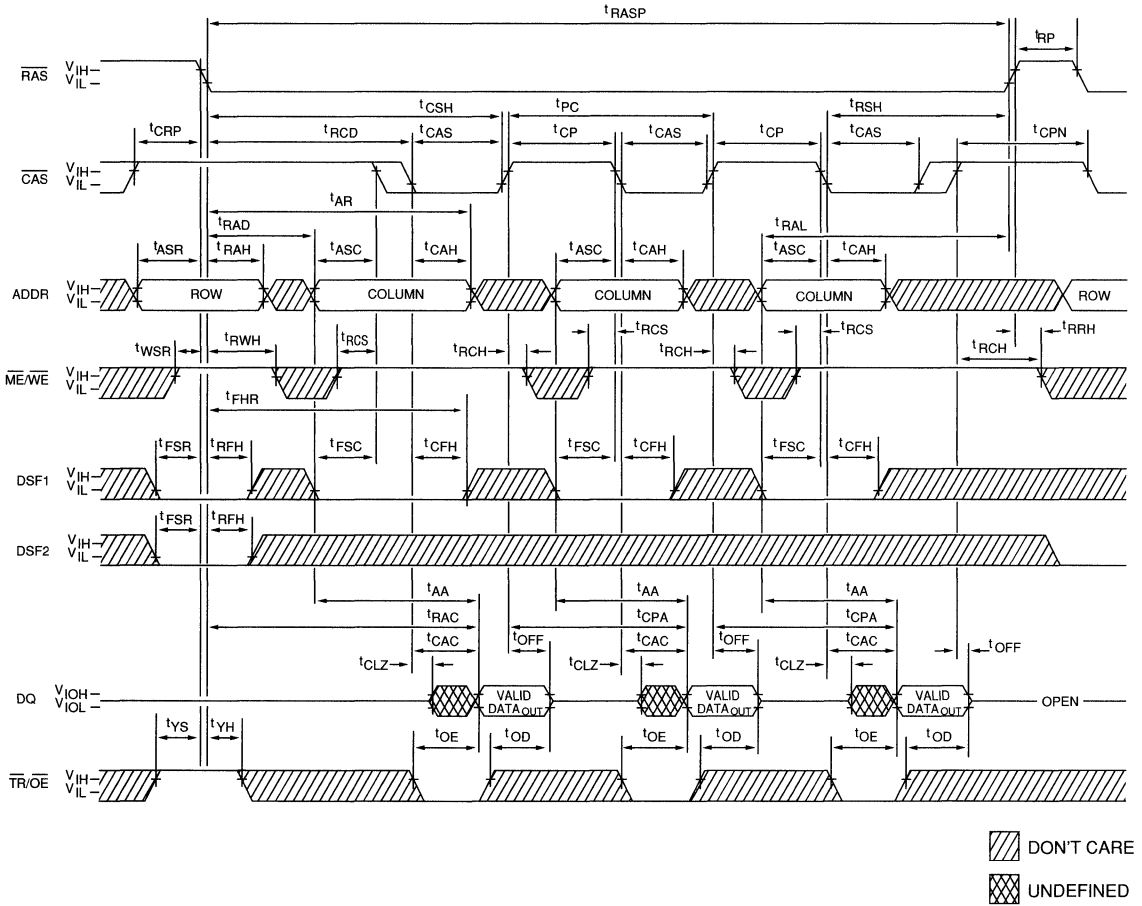 tRASP
tRP
RAS VIH VIL
tCSH tPC tRSH
tCRP tRCD tCAS tCP tCAS tCP tCAS tCPN
CAS VIH VIL
tAR
tRAD tRAL
tASR tRAH tASC tCAH tASC tCAH tASC tCAH
ADDR VIH VIL ROW COLUMN COLUMN COLUMN ROW
tWSR tRWH tRCS tRCH tRCS tRCH tRCS tRCH tRRH
ME/WE VIH VIL
tFHR
tFSR tRFH tFSC tCFH tFSC tCFH tFSC tCFH
DSF1 VIH VIL
tFSR tRFH
DSF2 VIH VIL
tAA tAA tAA
tRAC tCPA tCPA
tCAC tOFF tCAC tOFF tCAC tOFF
tCLZ tCLZ tCLZ
DQ VIOH VIOL VALID DATAOUT VALID DATAOUT VALID DATAOUT OPEN
tYS tYH tOE tOD tOE tOD tOE tOD
TR/OE VIH VIL
DON'T CARE
UNDEFINED